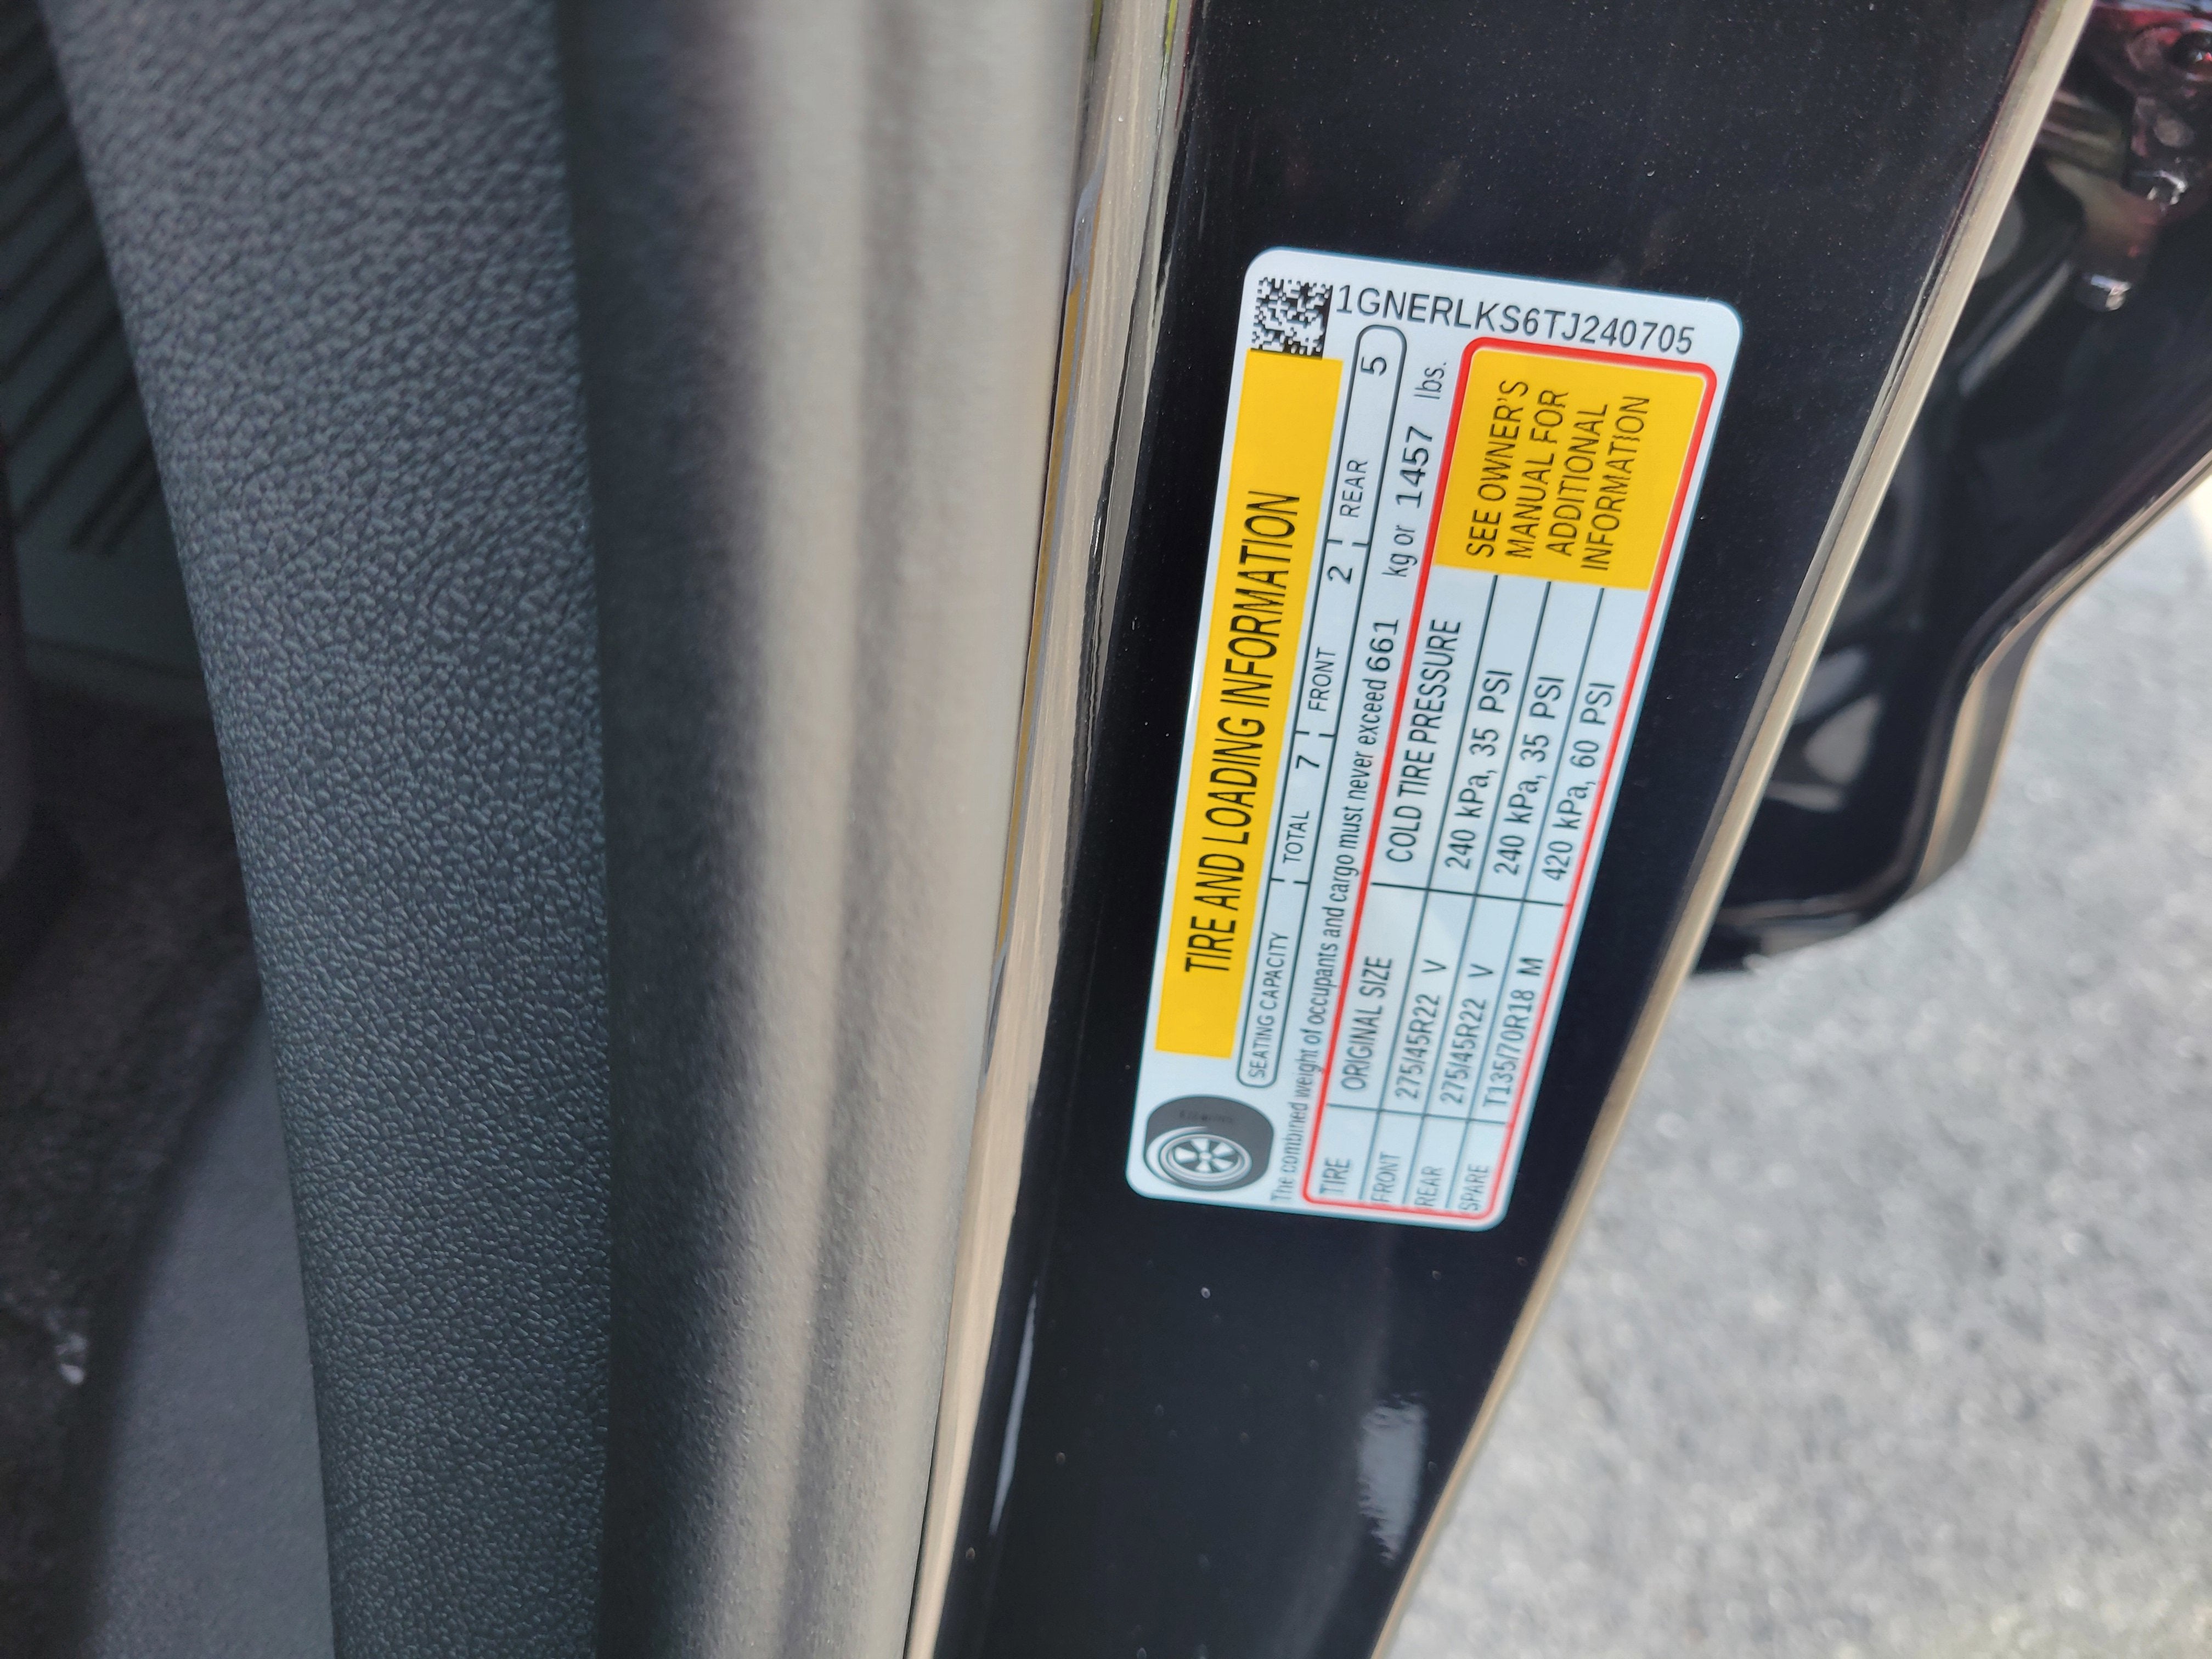 1GNERLKS6TJ240705
TIRE AND LOADING INFORMATION
SEATING CAPACITY TOTAL 7 FRONT 2 REAR 5
The combined weight of occupants and cargo must never exceed 661 kg or 1457 lbs.
TIRE ORIGINAL SIZE COLD TIRE PRESSURE
FRONT 275/45R22 V 240 kPa, 35 PSI
REAR 275/45R22 V 240 kPa, 35 PSI
SPARE T135/70R18 M 420 kPa, 60 PSI
SEE OWNER'S
MANUAL FOR
ADDITIONAL
INFORMATION